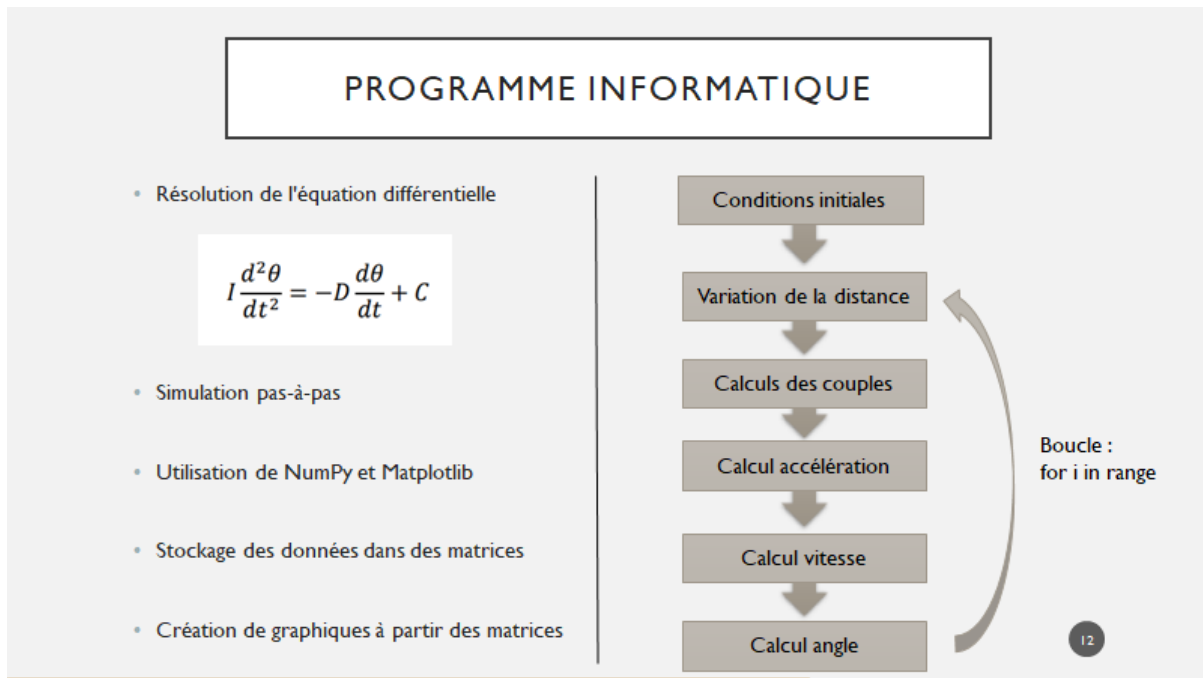 PROGRAMME INFORMATIQUE
• Résolution de l'équation différentielle
I d²θ/dt² = −D dθ/dt + C
• Simulation pas-à-pas
• Utilisation de NumPy et Matplotlib
• Stockage des données dans des matrices
• Création de graphiques à partir des matrices
Conditions initiales
Variation de la distance
Calculs des couples
Calcul accélération
Calcul vitesse
Calcul angle
Boucle :
for i in range
12